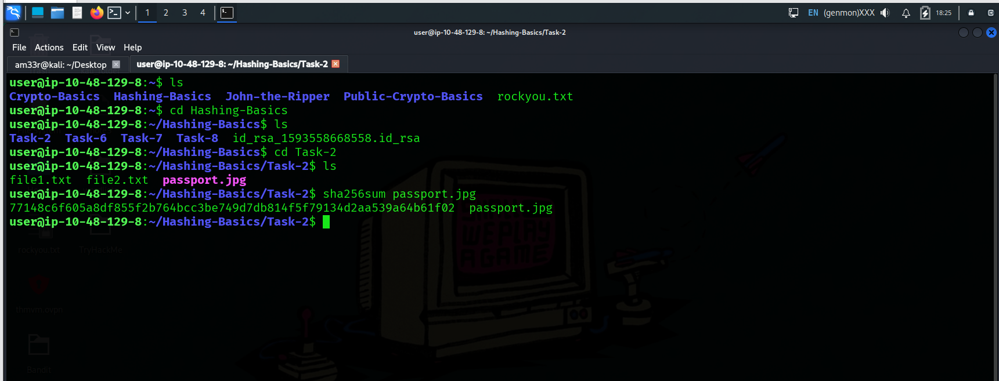 1 2 3 4 EN (genmon)XXX 18:25
user@ip-10-48-129-8: ~/Hashing-Basics/Task-2
File Actions Edit View Help
am33r@kali: ~/Desktop user@ip-10-48-129-8: ~/Hashing-Basics/Task-2
user@ip-10-48-129-8:~$ ls
Crypto-Basics Hashing-Basics John-the-Ripper Public-Crypto-Basics rockyou.txt
user@ip-10-48-129-8:~$ cd Hashing-Basics
user@ip-10-48-129-8:~/Hashing-Basics$ ls
Task-2 Task-6 Task-7 Task-8 id_rsa_1593558668558.id_rsa
user@ip-10-48-129-8:~/Hashing-Basics$ cd Task-2
user@ip-10-48-129-8:~/Hashing-Basics/Task-2$ ls
file1.txt file2.txt passport.jpg
user@ip-10-48-129-8:~/Hashing-Basics/Task-2$ sha256sum passport.jpg
77148c6f605a8df855f2b764bcc3be749d7db814f5f79134d2aa539a64b61f02 passport.jpg
user@ip-10-48-129-8:~/Hashing-Basics/Task-2$
WE PLAY
A GAME
rockyou.txt TryHackMe
thmvm.ovpn
Bandit